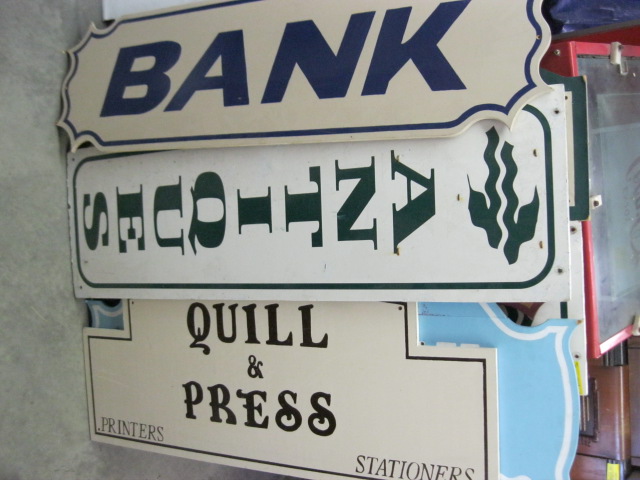 BANK
ANTIQUES
QUILL
&
PRESS
.PRINTERS
STATIONERS